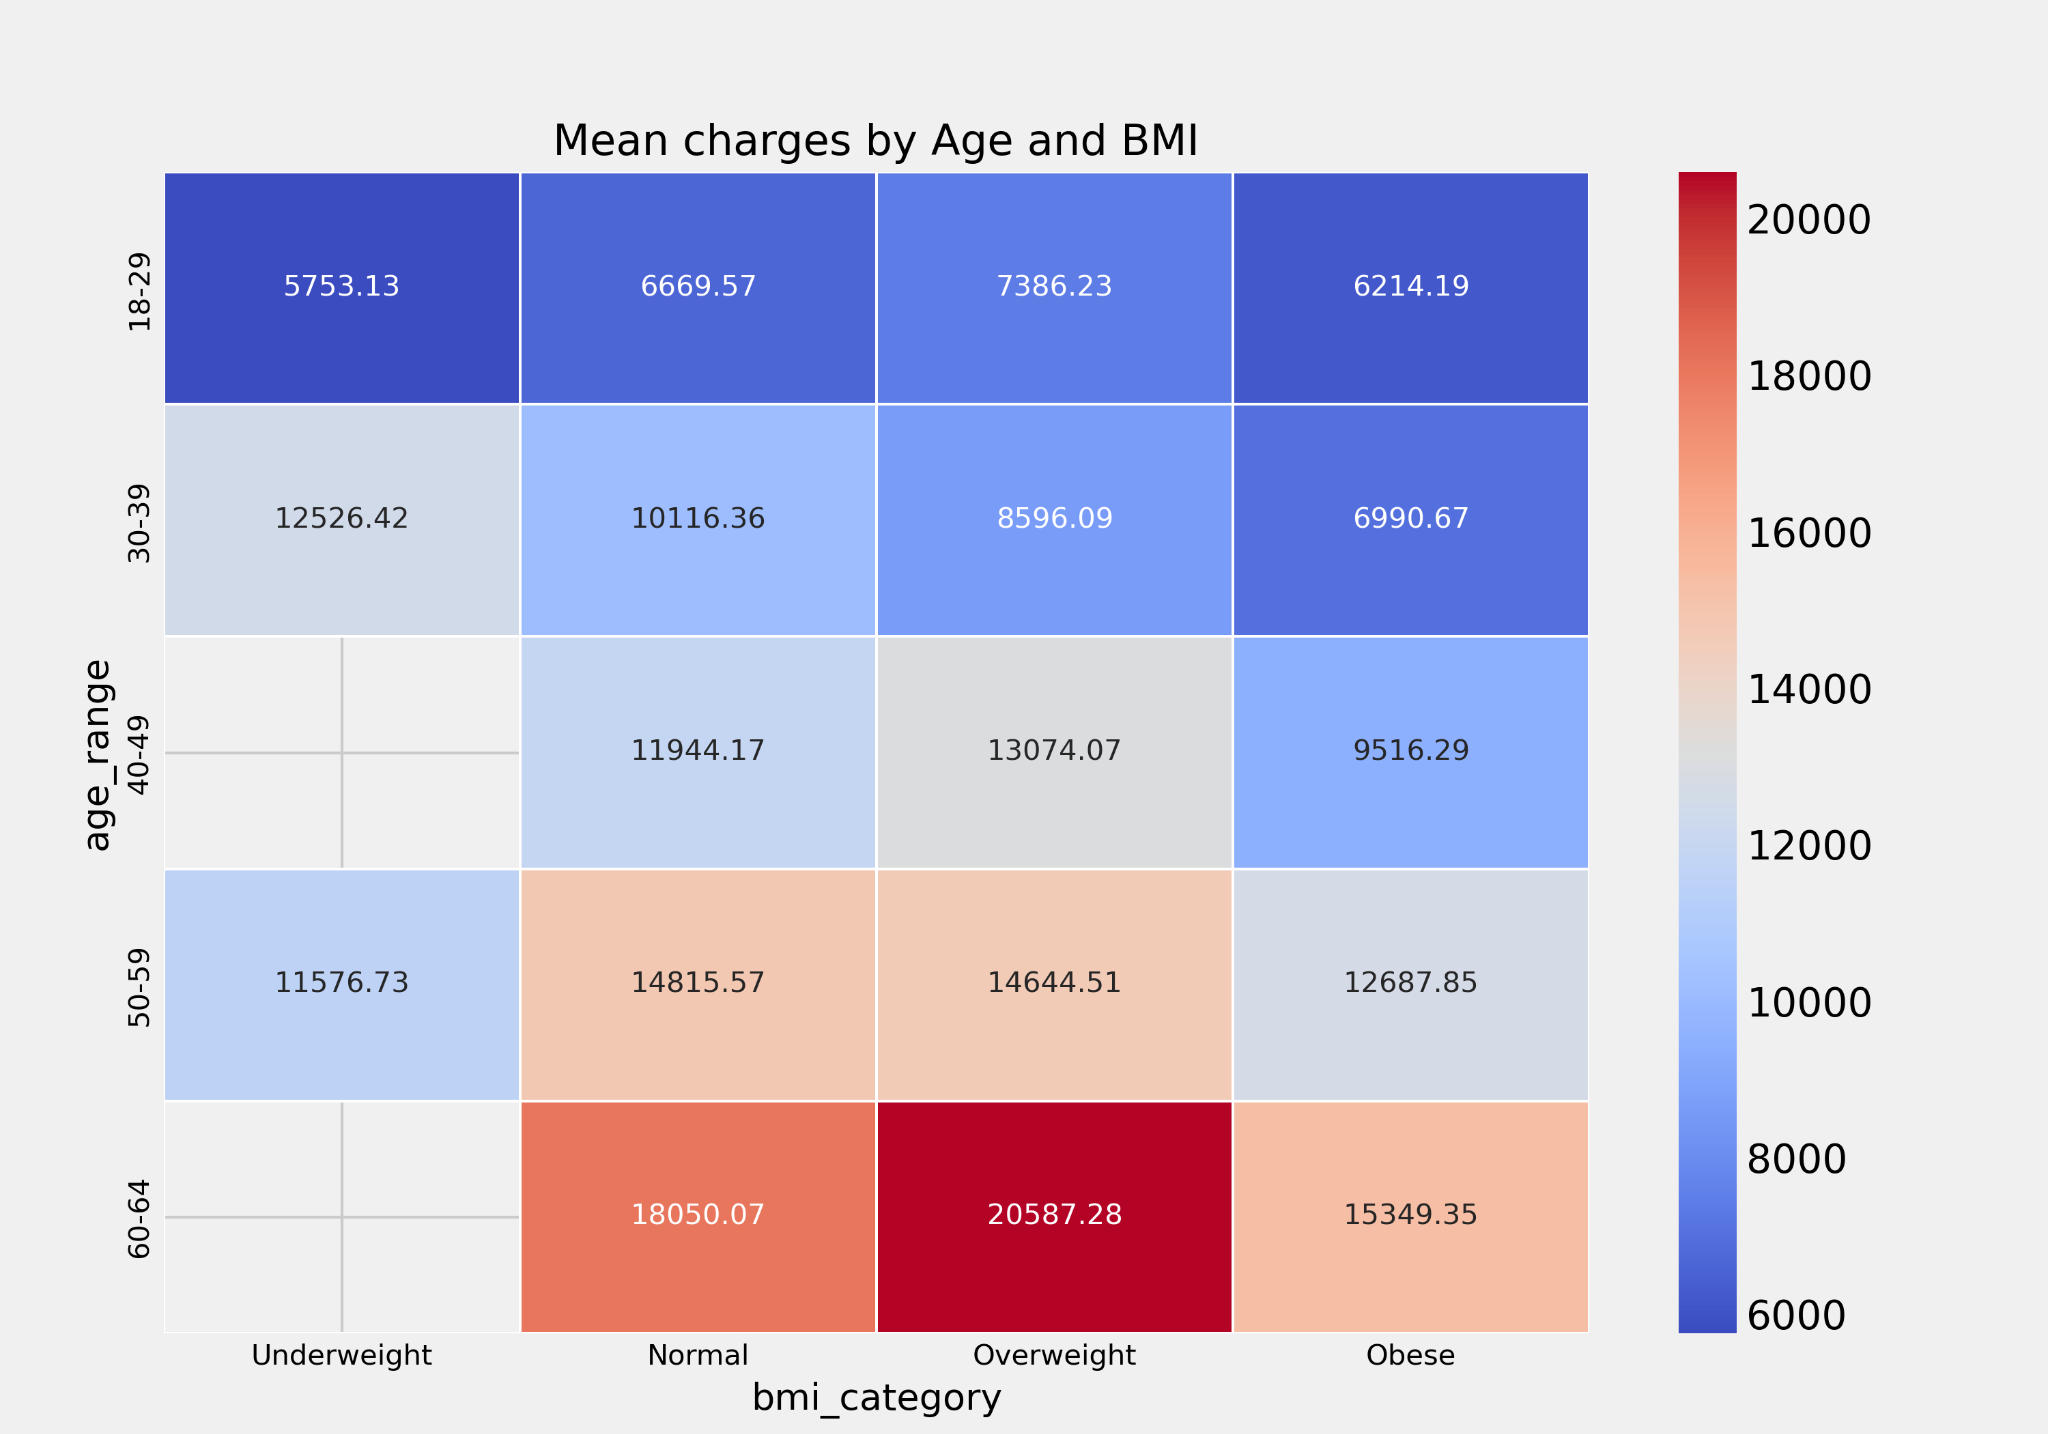 Mean charges by Age and BMI
18-29
5753.13 6669.57 7386.23 6214.19
30-39
12526.42 10116.36 8596.09 6990.67
age_range
40-49
11944.17 13074.07 9516.29
50-59
11576.73 14815.57 14644.51 12687.85
60-64
18050.07 20587.28 15349.35
Underweight Normal Overweight Obese
bmi_category
20000
18000
16000
14000
12000
10000
8000
6000